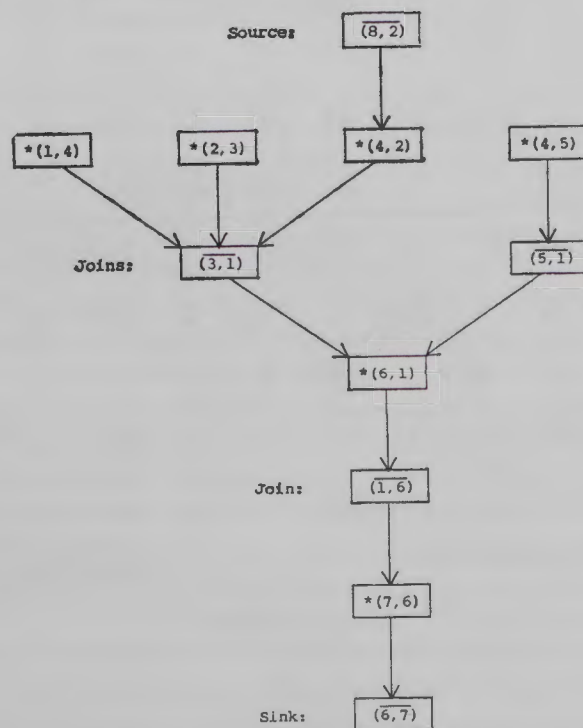 Source: (8,2)
*(1,4) *(2,3) *(4,2) *(4,5)
Joins: (3,1) (5,1)
*(6,1)
Join: (1,6)
*(7,6)
Sink: (6,7)